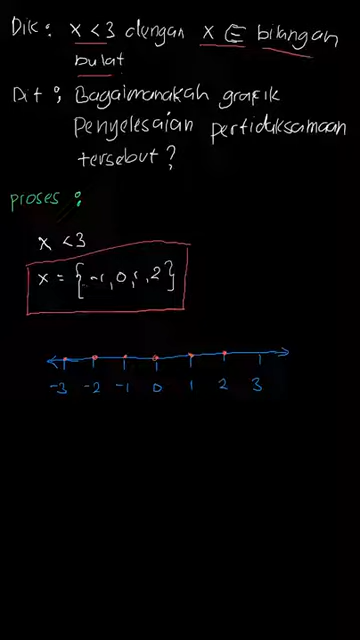 Dik : x < 3 dengan x ∈ bilangan
bulat
Dit : Bagaimanakah grafik
Penyelesaian pertidaksamaan
tersebut ?
proses :
x < 3
x = { -1, 0, 1, 2 }
-3 -2 -1 0 1 2 3